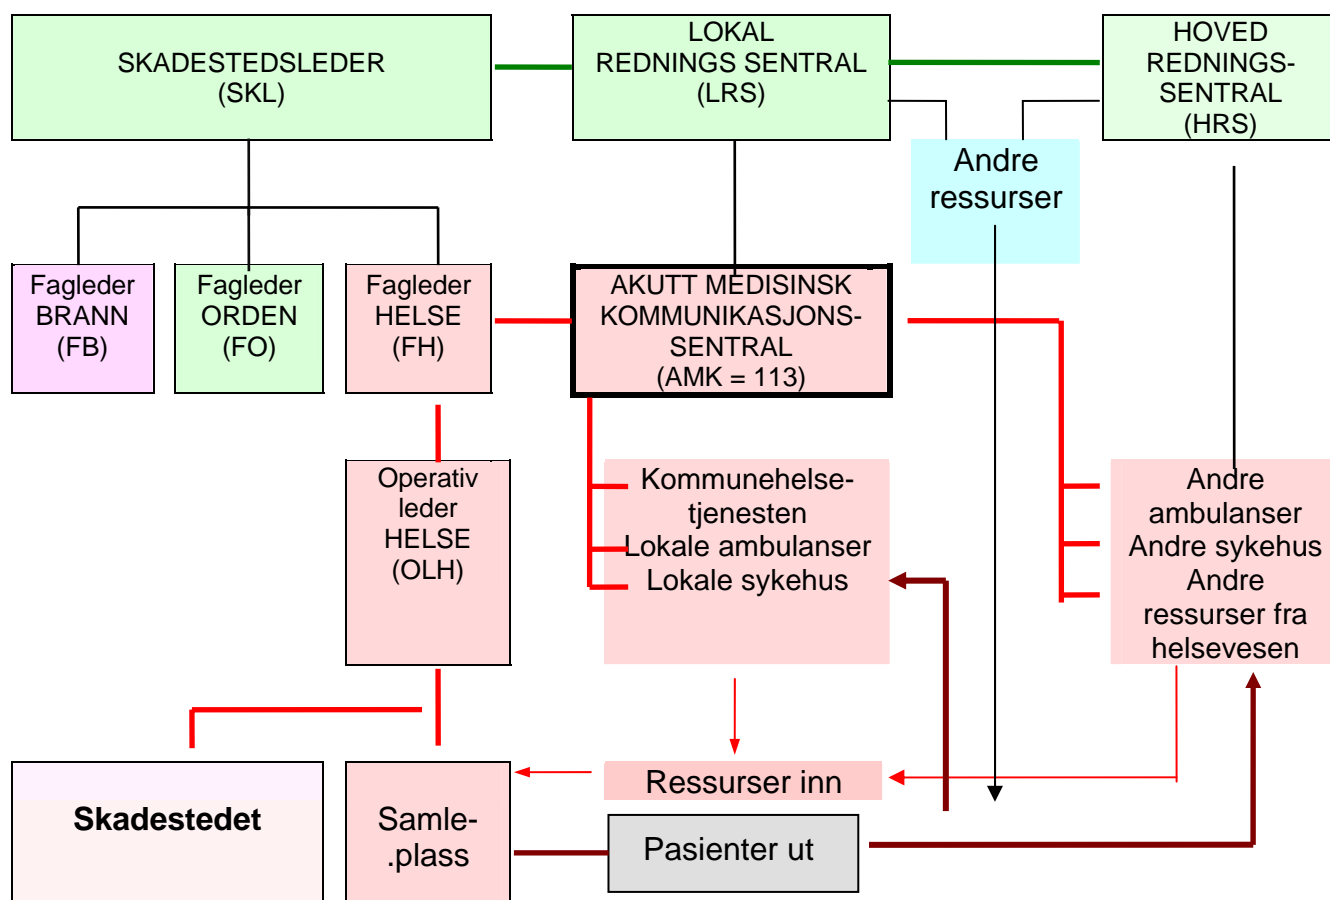 SKADESTEDSLEDER
(SKL)
LOKAL
REDNINGS SENTRAL
(LRS)
HOVED
REDNINGS-
SENTRAL
(HRS)
Andre
ressurser
Fagleder
BRANN
(FB)
Fagleder
ORDEN
(FO)
Fagleder
HELSE
(FH)
AKUTT MEDISINSK
KOMMUNIKASJONS-
SENTRAL
(AMK = 113)
Operativ
leder
HELSE
(OLH)
Kommunehelse-
tjenesten
Lokale ambulanser
Lokale sykehus
Andre
ambulanser
Andre sykehus
Andre
ressurser fra
helsevesen
Skadestedet
Samle-
.plass
Ressurser inn
Pasienter ut